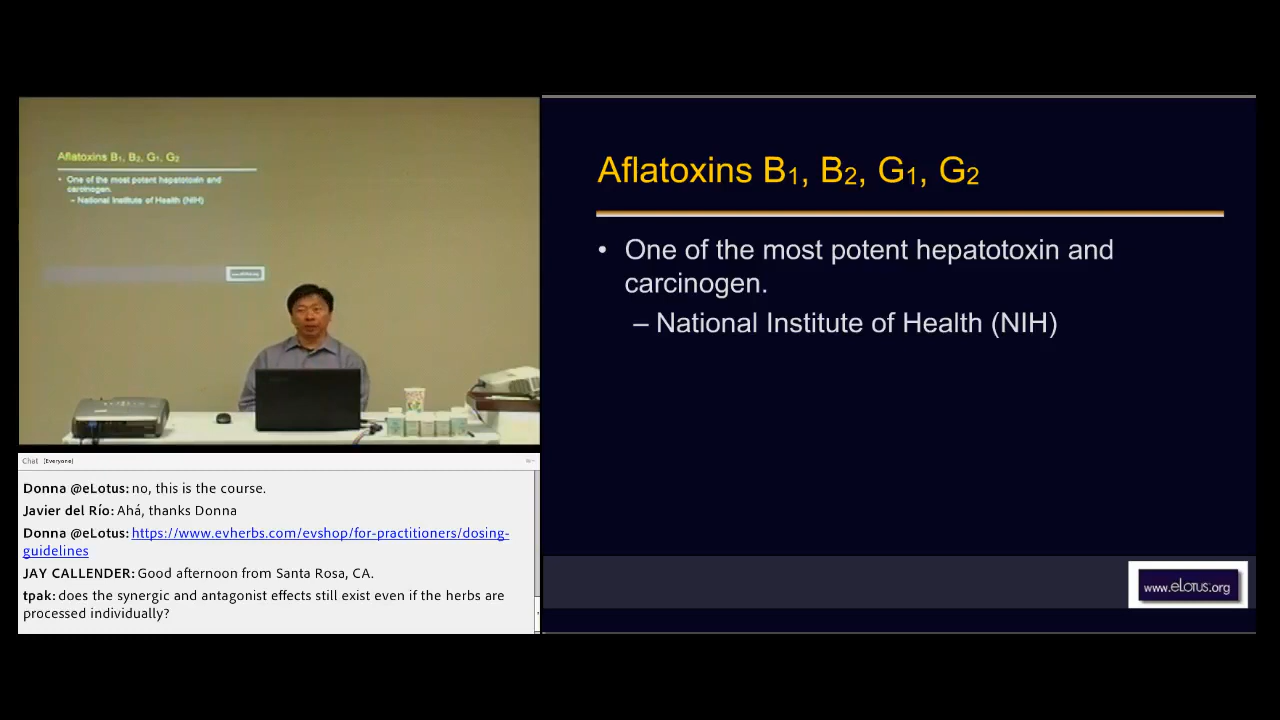 Aflatoxins B1, B2, G1, G2
• One of the most potent hepatotoxin and
carcinogen.
– National Institute of Health (NIH)
www.eLotus.org
Aflatoxins B1, B2, G1, G2
• One of the most potent hepatotoxin and
carcinogen.
– National Institute of Health (NIH)
www.eLotus.org
Chat (Everyone)
Donna @eLotus: no, this is the course.
Javier del Río: Ahá, thanks Donna
Donna @eLotus: https://www.evherbs.com/evshop/for-practitioners/dosing-
guidelines
JAY CALLENDER: Good afternoon from Santa Rosa, CA.
tpak: does the synergic and antagonist effects still exist even if the herbs are
processed individually?